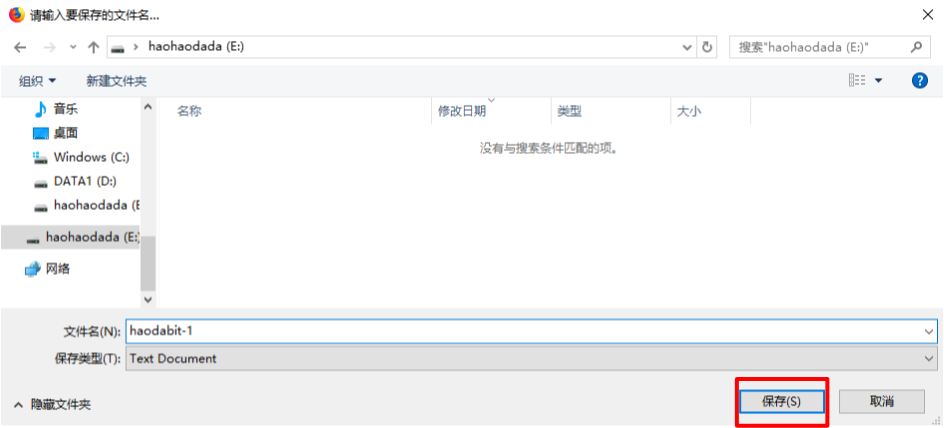 请输入要保存的文件名...
haohaodada (E:)
搜索"haohaodada (E:)"
组织
新建文件夹
音乐
桌面
Windows (C:)
DATA1 (D:)
haohaodada (E
haohaodada (E:)
网络
名称
修改日期
类型
大小
没有与搜索条件匹配的项。
文件名(N):
haodabit-1
保存类型(T):
Text Document
隐藏文件夹
保存(S)
取消